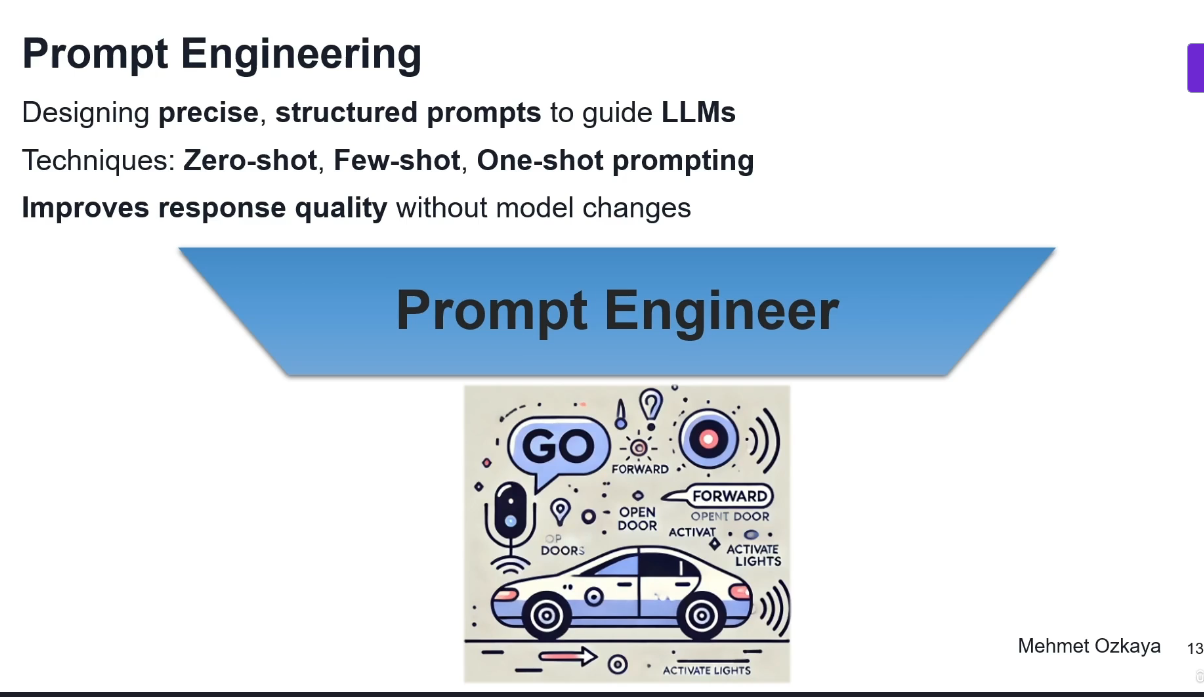 Prompt Engineering
Designing precise, structured prompts to guide LLMs
Techniques: Zero-shot, Few-shot, One-shot prompting
Improves response quality without model changes
Prompt Engineer
GO
FORWARD
FORWARD
OPEN
DOOR
OPENT DOOR
ACTIVAT
OP
DOORS
ACTIVATE
LIGHTS
ACTIVATE LIGHTS
Mehmet Ozkaya
13